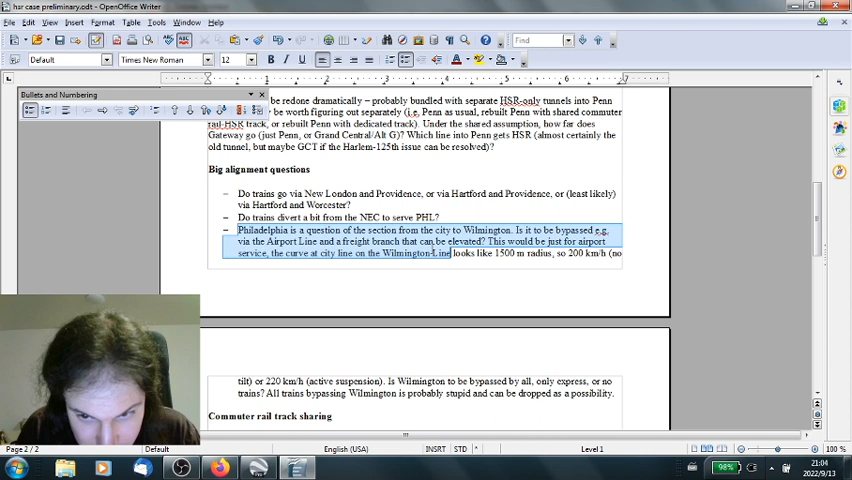 hsr case preliminary.odt - OpenOffice Writer
File Edit View Insert Format Table Tools Window Help
Find
Default Times New Roman 12
Bullets and Numbering
be redone dramatically – probably bundled with separate HSR-only tunnels into Penn
y be worth figuring out separately (i.e. Penn as usual, rebuilt Penn with shared commuter
rail-HSR track, or rebuilt Penn with dedicated track). Under the shared assumption, how far does
Gateway go (just Penn, or Grand Central/Alt G)? Which line into Penn gets HSR (almost certainly the
old tunnel, but maybe GCT if the Harlem-125th issue can be resolved)?
Big alignment questions
– Do trains go via New London and Providence, or via Hartford and Providence, or (least likely)
via Hartford and Worcester?
– Do trains divert a bit from the NEC to serve PHL?
– Philadelphia is a question of the section from the city to Wilmington. Is it to be bypassed e.g.
via the Airport Line and a freight branch that can be elevated? This would be just for airport
service, the curve at city line on the Wilmington Line looks like 1500 m radius, so 200 km/h (no
tilt) or 220 km/h (active suspension). Is Wilmington to be bypassed by all, only express, or no
trains? All trains bypassing Wilmington is probably stupid and can be dropped as a possibility.
Commuter rail track sharing
Page 2 / 2 Default English (USA) INSRT STD * Level 1 100 %
98% 21:04
2022/9/13